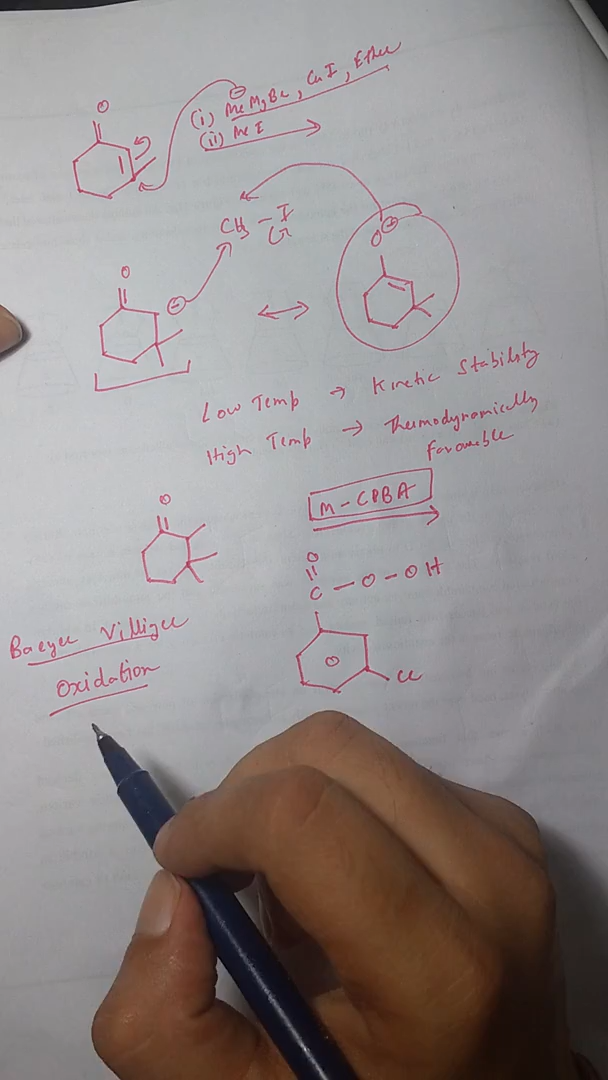 O
(i) MeMgBr, CuI, Ether
(ii) MeI
CH3 - I
O
O
Low Temp → Kinetic Stability
High Temp → Thermodynamically
favourable
O
m-CPBA
O
C - O - O H
Baeyer Villiger
Oxidation
Cl